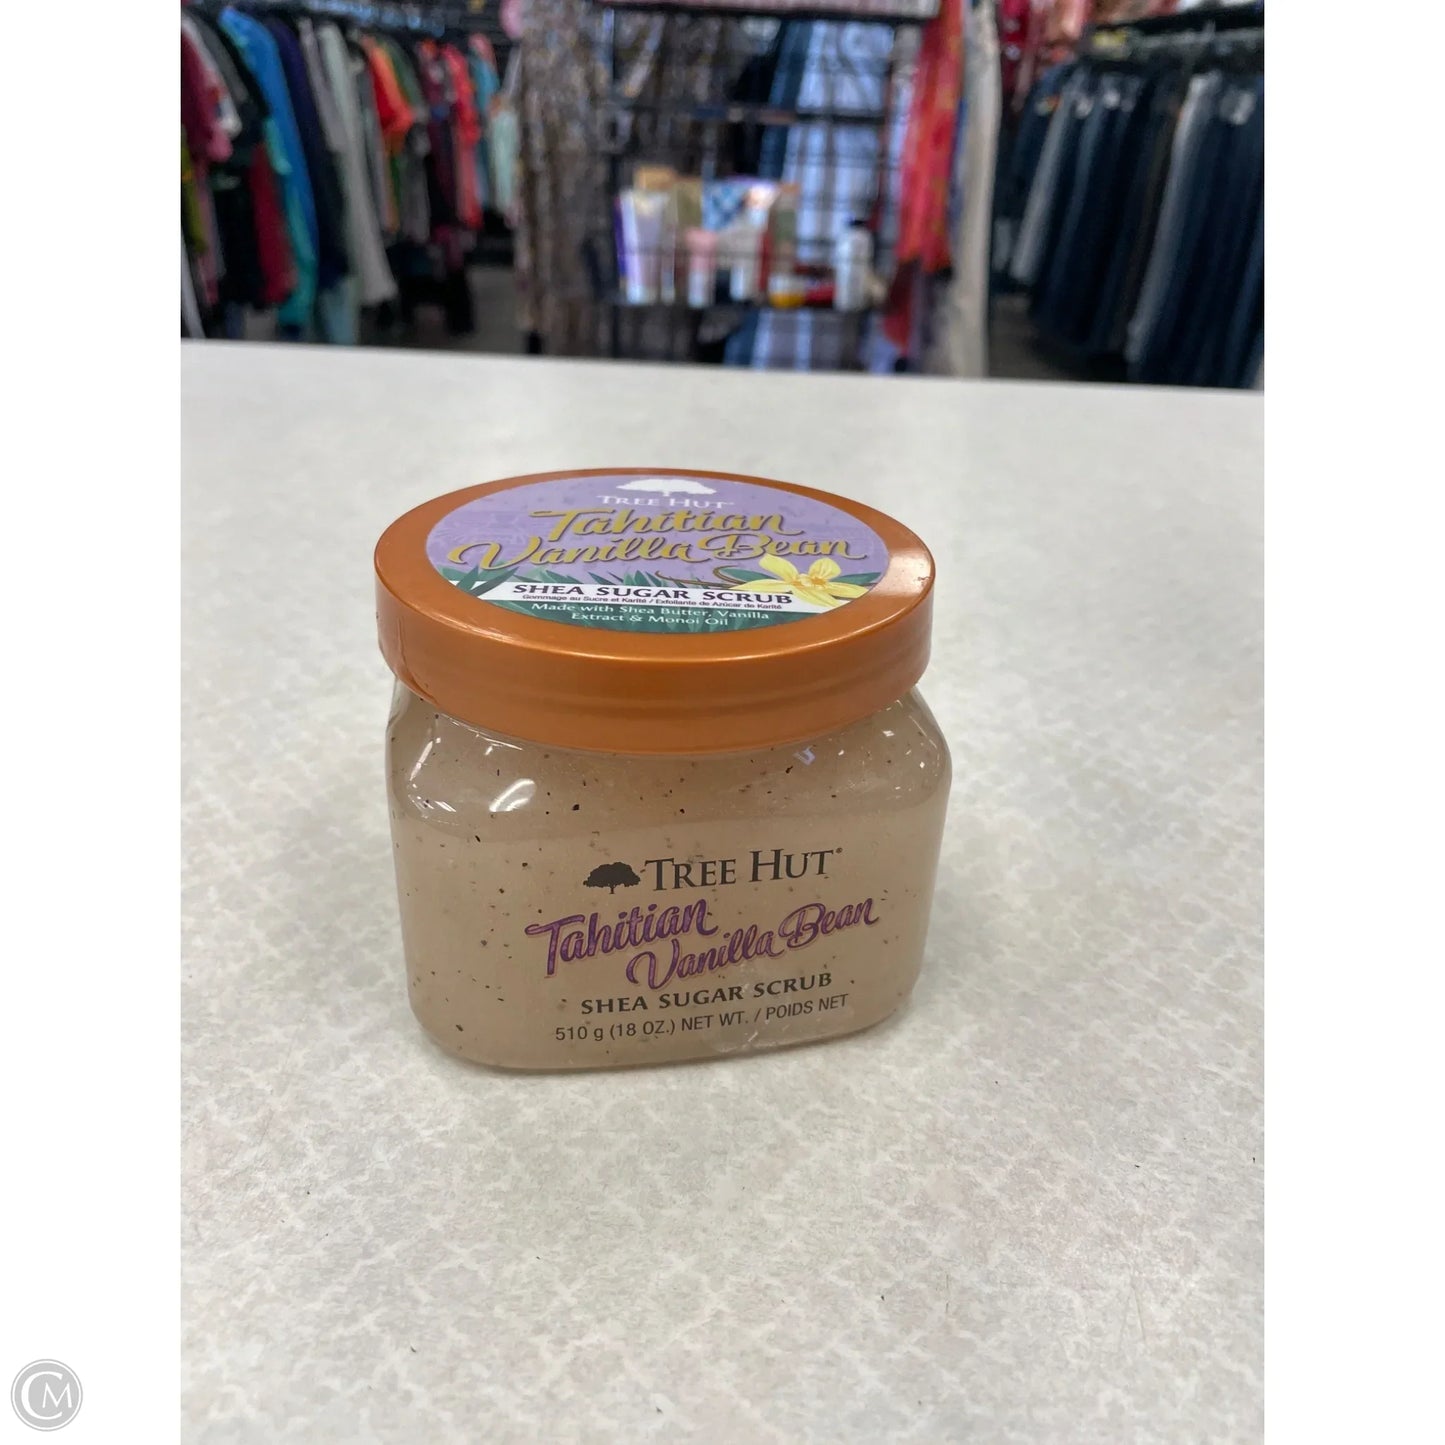 TREE HUT
Tahitian
Vanilla Bean
SHEA SUGAR SCRUB
Gommage au Sucre et Karité / Exfoliante de Azúcar de Karité
Made with Shea Butter, Vanilla
Extract & Monoi Oil
TREE HUT®
Tahitian
Vanilla Bean
SHEA SUGAR SCRUB
510 g (18 OZ.) NET WT. / POIDS NET
CM